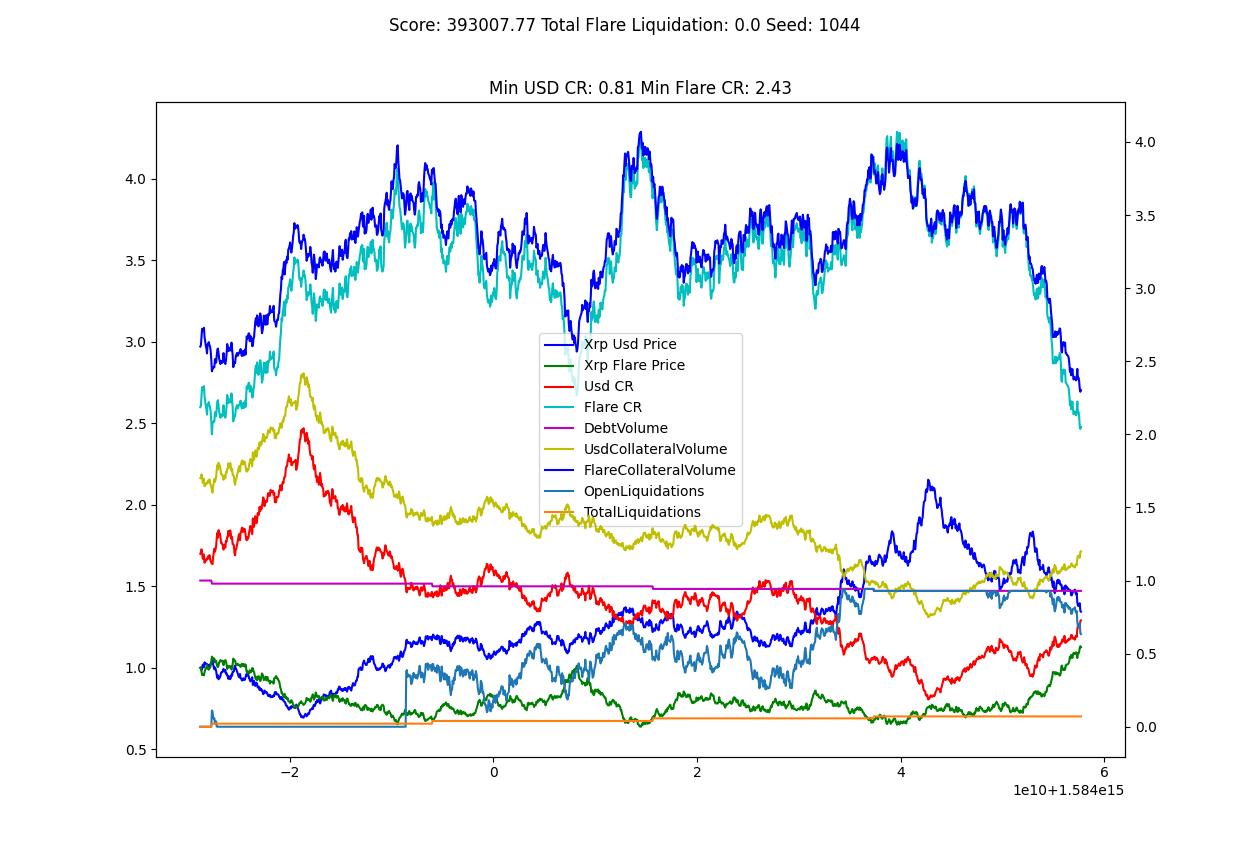 Score: 393007.77 Total Flare Liquidation: 0.0 Seed: 1044
Min USD CR: 0.81 Min Flare CR: 2.43
4.0
3.5
3.0
2.5
2.0
1.5
1.0
0.5
4.0
3.5
3.0
2.5
2.0
1.5
1.0
0.5
0.0
Xrp Usd Price
Xrp Flare Price
Usd CR
Flare CR
DebtVolume
UsdCollateralVolume
FlareCollateralVolume
OpenLiquidations
TotalLiquidations
−2 0 2 4 6
1e10+1.584e15